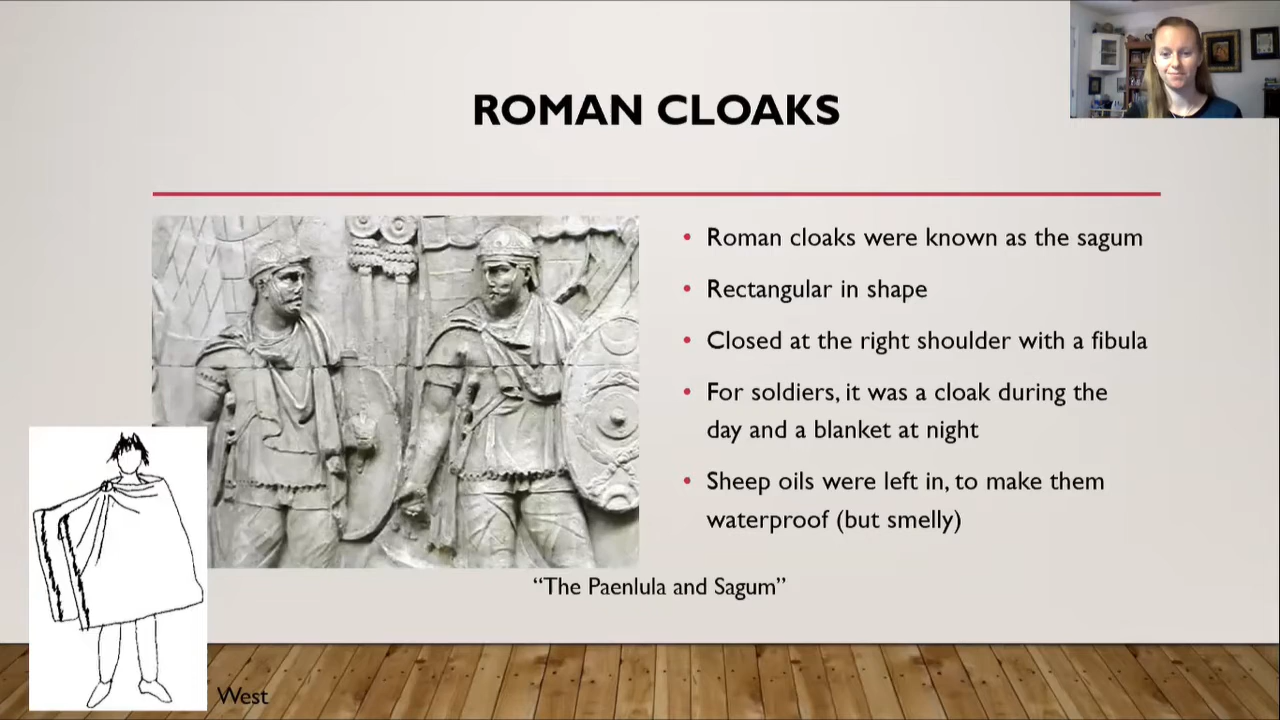 ROMAN CLOAKS
• Roman cloaks were known as the sagum
• Rectangular in shape
• Closed at the right shoulder with a fibula
• For soldiers, it was a cloak during the
day and a blanket at night
• Sheep oils were left in, to make them
waterproof (but smelly)
“The Paenlula and Sagum”
West